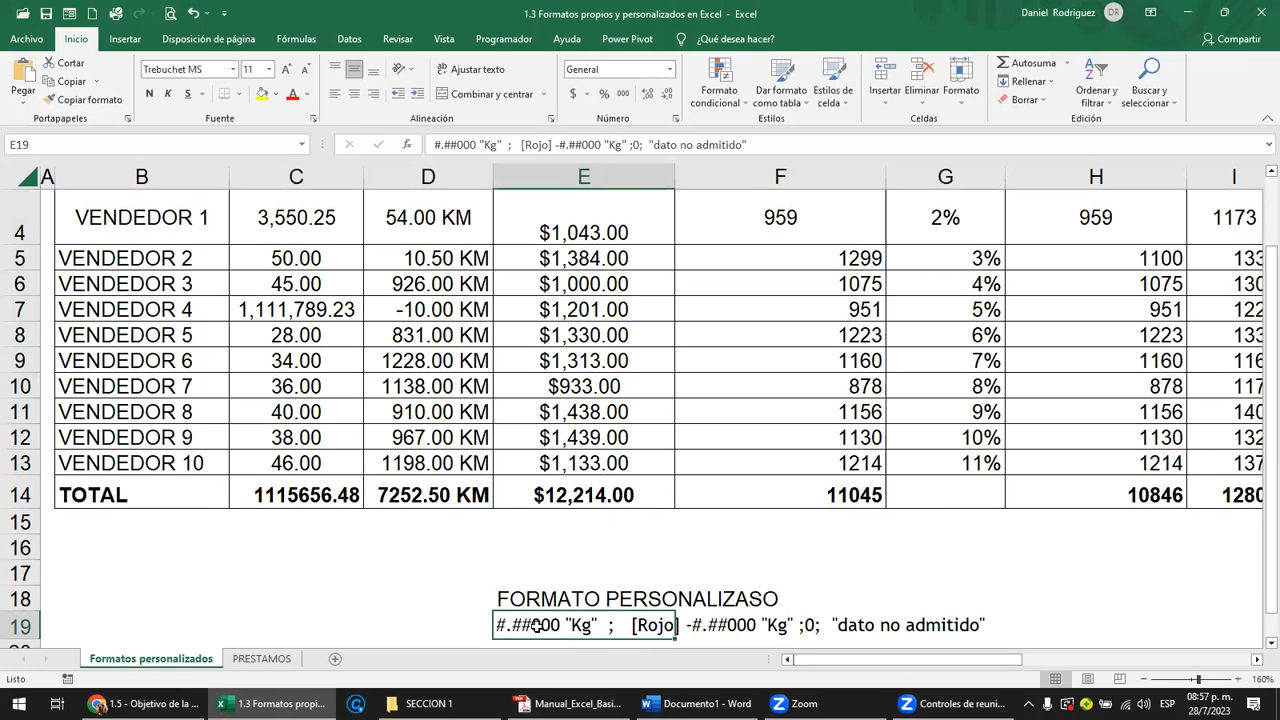 1.3 Formatos propios y personalizados en Excel - Excel
Daniel Rodriguez DR
Archivo Inicio Insertar Disposición de página Fórmulas Datos Revisar Vista Programador Ayuda Power Pivot ¿Qué desea hacer? Compartir
Pegar
Cortar
Copiar
Copiar formato
Portapapeles
Trebuchet MS 11
N K S
Fuente
Ajustar texto
Combinar y centrar
Alineación
General
$ % 000
Número
Formato condicional
Dar formato como tabla
Estilos de celda
Estilos
Insertar Eliminar Formato
Celdas
Autosuma
Rellenar
Borrar
Ordenar y filtrar
Buscar y seleccionar
Edición
E19 fx #.##000 "Kg" ; [Rojo] -#.##000 "Kg" ;0; "dato no admitido"
A B C D E F G H I
4 VENDEDOR 1 3,550.25 54.00 KM $1,043.00 959 2% 959 1173
5 VENDEDOR 2 50.00 10.50 KM $1,384.00 1299 3% 1100 133
6 VENDEDOR 3 45.00 926.00 KM $1,000.00 1075 4% 1075 130
7 VENDEDOR 4 1,111,789.23 -10.00 KM $1,201.00 951 5% 951 122
8 VENDEDOR 5 28.00 831.00 KM $1,330.00 1223 6% 1223 133
9 VENDEDOR 6 34.00 1228.00 KM $1,313.00 1160 7% 1160 116
10 VENDEDOR 7 36.00 1138.00 KM $933.00 878 8% 878 117
11 VENDEDOR 8 40.00 910.00 KM $1,438.00 1156 9% 1156 140
12 VENDEDOR 9 38.00 967.00 KM $1,439.00 1130 10% 1130 132
13 VENDEDOR 10 46.00 1198.00 KM $1,133.00 1214 11% 1214 137
14 TOTAL 1115656.48 7252.50 KM $12,214.00 11045 10846 1280
15
16
17
18 FORMATO PERSONALIZASO
19 #.##000 "Kg" ; [Rojo] -#.##000 "Kg" ;0; "dato no admitido"
Formatos personalizados PRESTAMOS
Listo 160%
1.5 - Objetivo de la ... 1.3 Formatos propi... SECCION 1 Manual_Excel_Basi... Documento1 - Word Zoom Controles de reuni... ESP 08:57 p. m.
28/7/2023